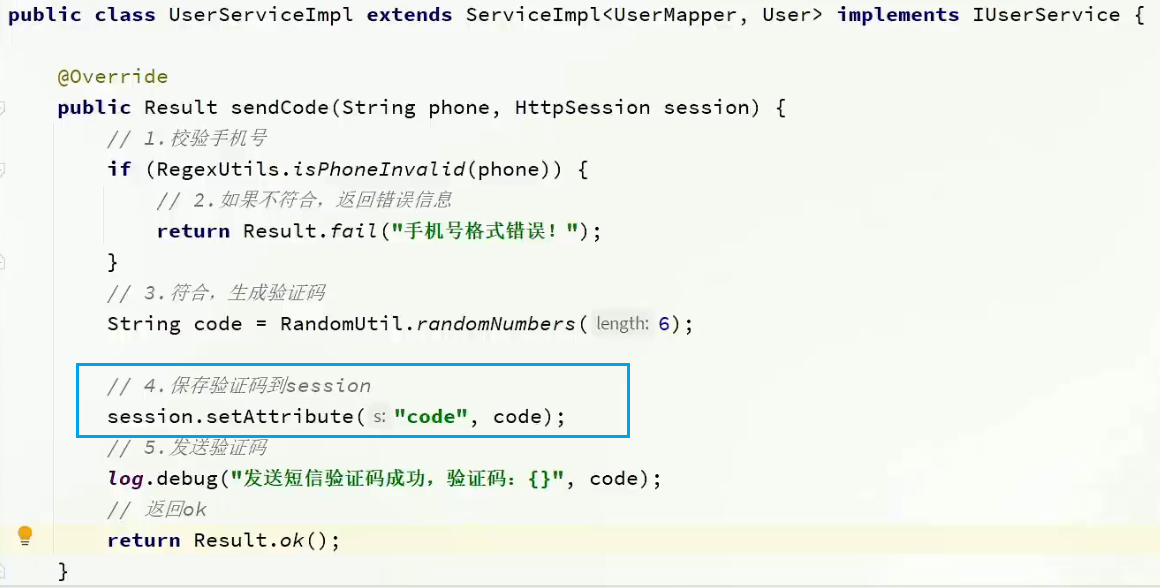 public class UserServiceImpl extends ServiceImpl<UserMapper, User> implements IUserService {
@Override
public Result sendCode(String phone, HttpSession session) {
// 1.校验手机号
if (RegexUtils.isPhoneInvalid(phone)) {
// 2.如果不符合，返回错误信息
return Result.fail("手机号格式错误！");
}
// 3.符合，生成验证码
String code = RandomUtil.randomNumbers( length: 6);
// 4.保存验证码到session
session.setAttribute( s: "code", code);
// 5.发送验证码
log.debug("发送短信验证码成功，验证码：{}", code);
// 返回ok
return Result.ok();
}